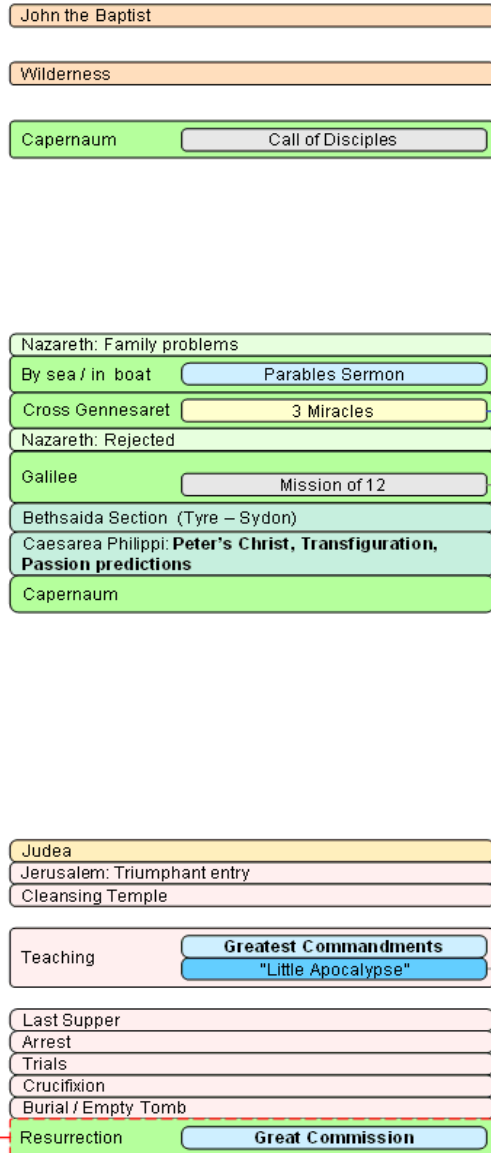 John the Baptist
Wilderness
Capernaum Call of Disciples
Nazareth: Family problems
By sea / in boat Parables Sermon
Cross Gennesaret 3 Miracles
Nazareth: Rejected
Galilee
Mission of 12
Bethsaida Section (Tyre – Sydon)
Caesarea Philippi: Peter's Christ, Transfiguration,
Passion predictions
Capernaum
Judea
Jerusalem: Triumphant entry
Cleansing Temple
Teaching
Greatest Commandments
"Little Apocalypse"
Last Supper
Arrest
Trials
Crucifixion
Burial / Empty Tomb
Resurrection Great Commission